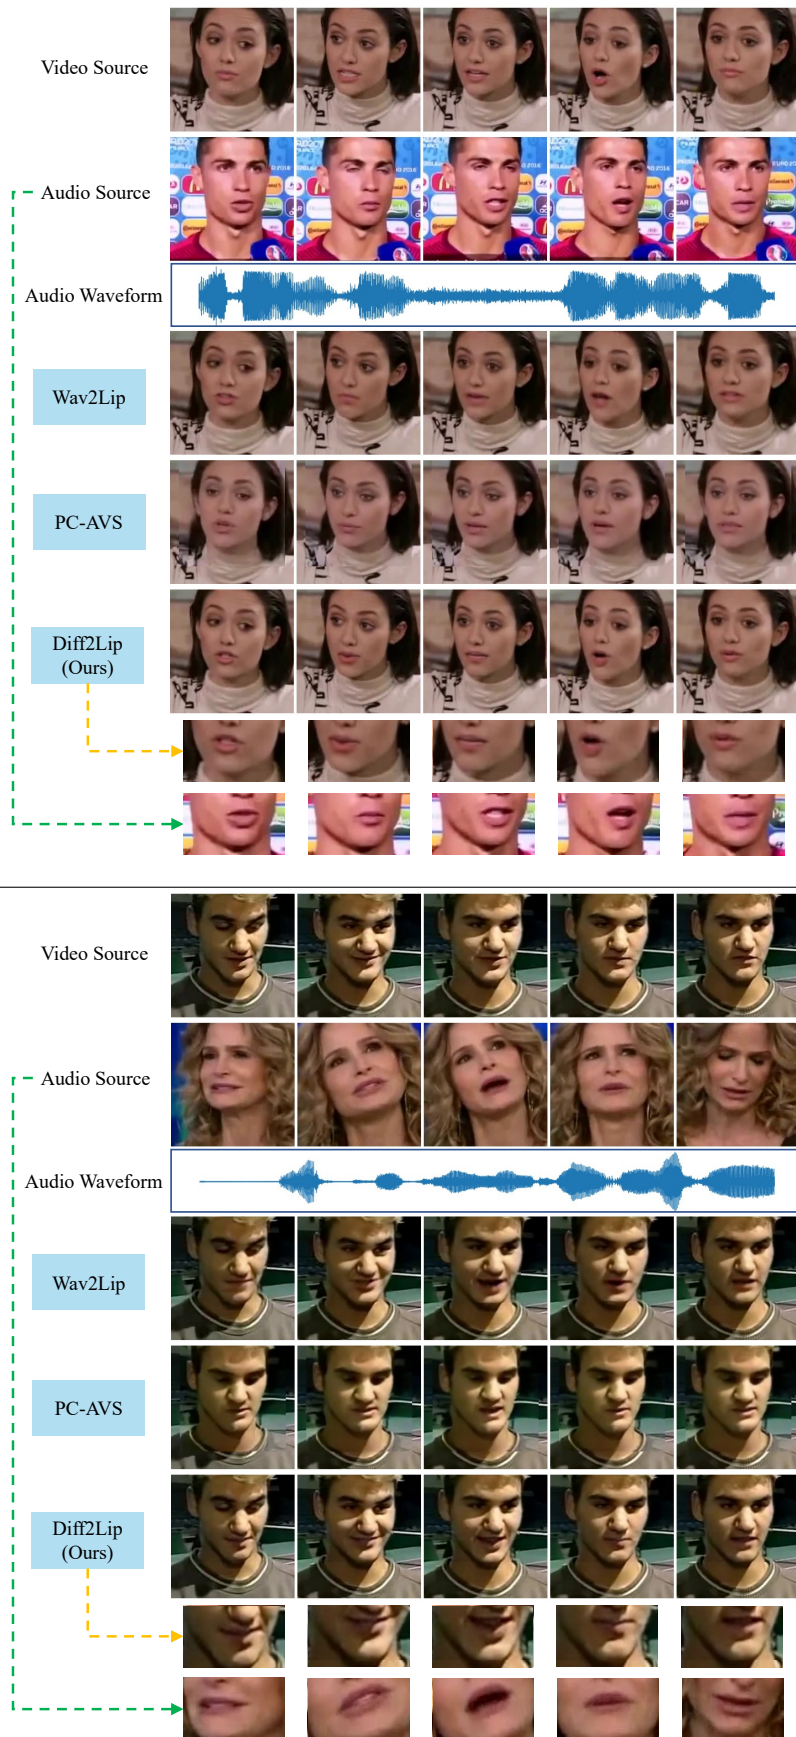 Video Source
Audio Source
Audio Waveform
Wav2Lip
PC-AVS
Diff2Lip
(Ours)
Video Source
Audio Source
Audio Waveform
Wav2Lip
PC-AVS
Diff2Lip
(Ours)